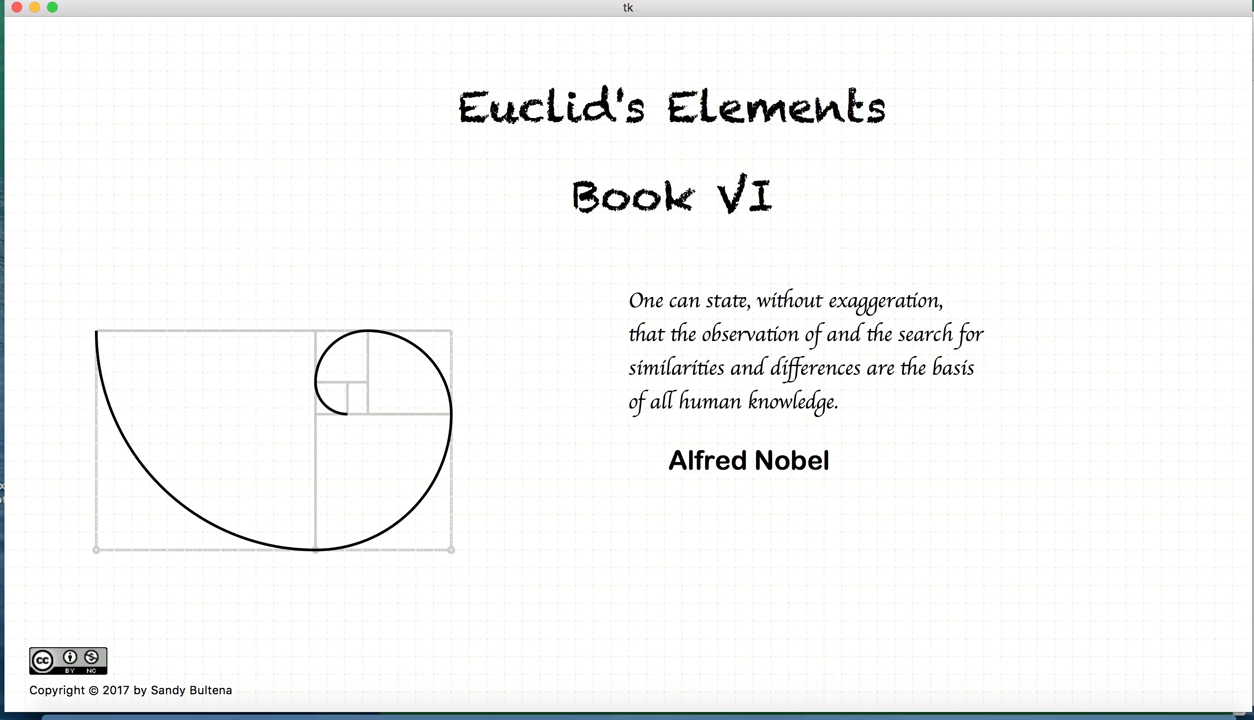 tk
Euclid's Elements
Book VI
One can state, without exaggeration,
that the observation of and the search for
similarities and differences are the basis
of all human knowledge.
Alfred Nobel
cc
BY NC
Copyright © 2017 by Sandy Bultena